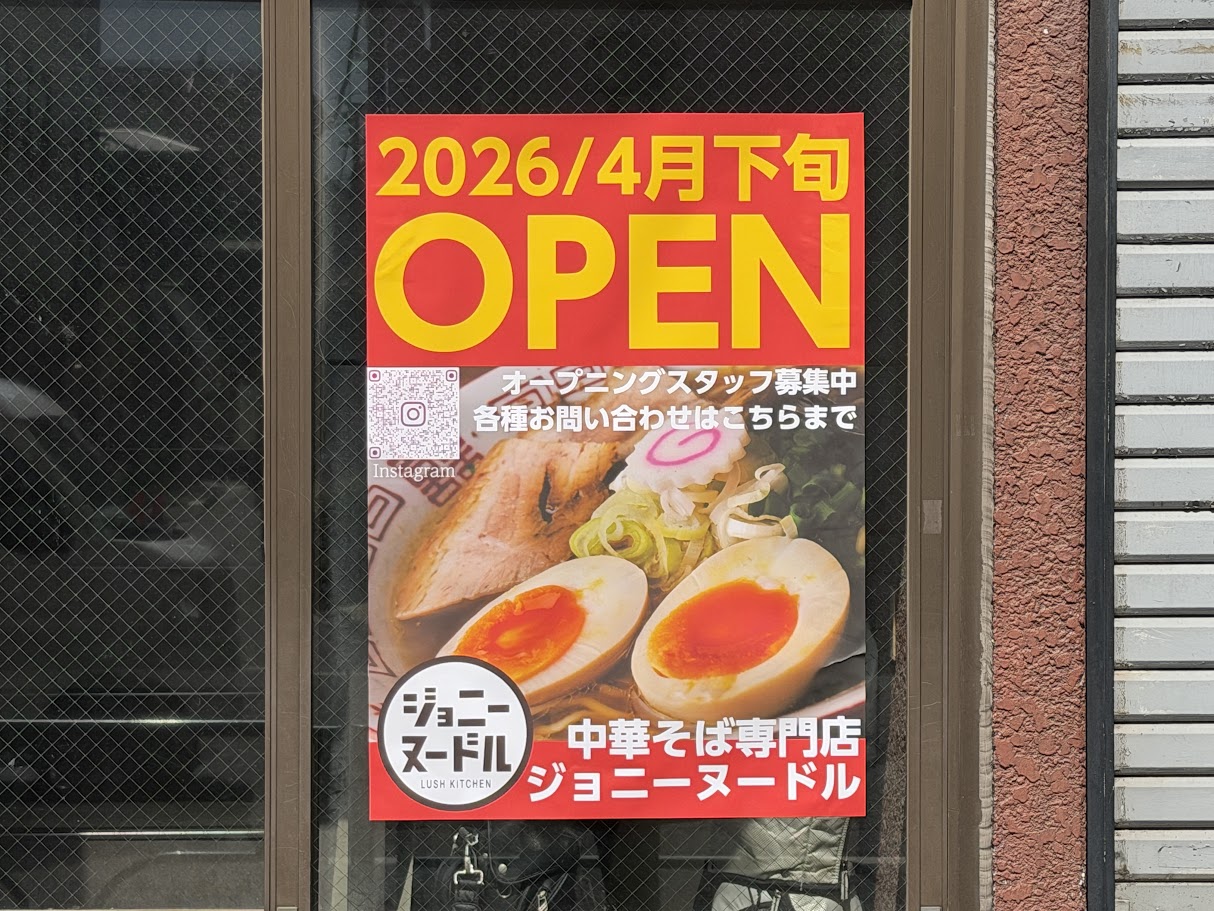 2026/4月下旬
OPEN
オープニングスタッフ募集中
各種お問い合わせはこちらまで
Instagram
ジョニー
ヌードル
LUSH KITCHEN
中華そば専門店
ジョニーヌードル